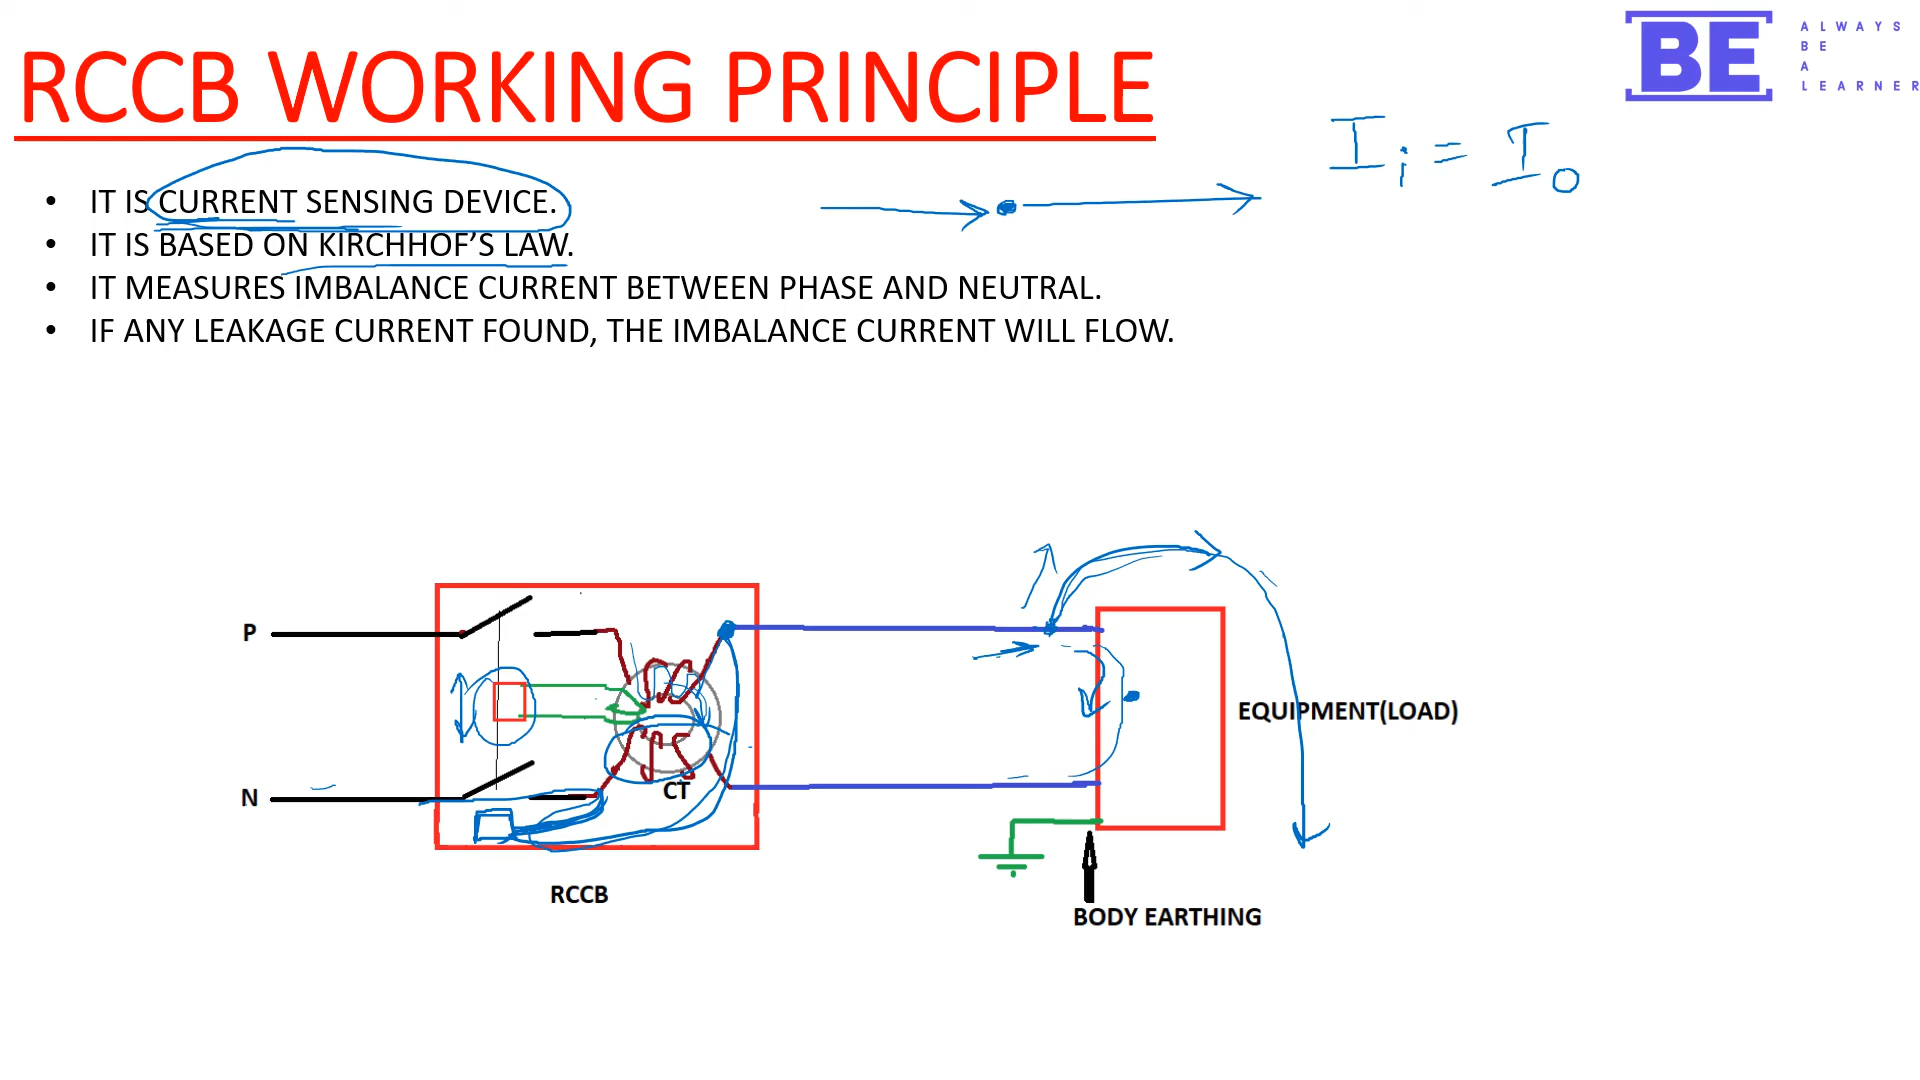 RCCB WORKING PRINCIPLE
BE
ALWAYS
BE
A
LEARNER
I i = I o
• IT IS CURRENT SENSING DEVICE.
• IT IS BASED ON KIRCHHOF’S LAW.
• IT MEASURES IMBALANCE CURRENT BETWEEN PHASE AND NEUTRAL.
• IF ANY LEAKAGE CURRENT FOUND, THE IMBALANCE CURRENT WILL FLOW.
P
EQUIPMENT(LOAD)
N
CT
RCCB
BODY EARTHING